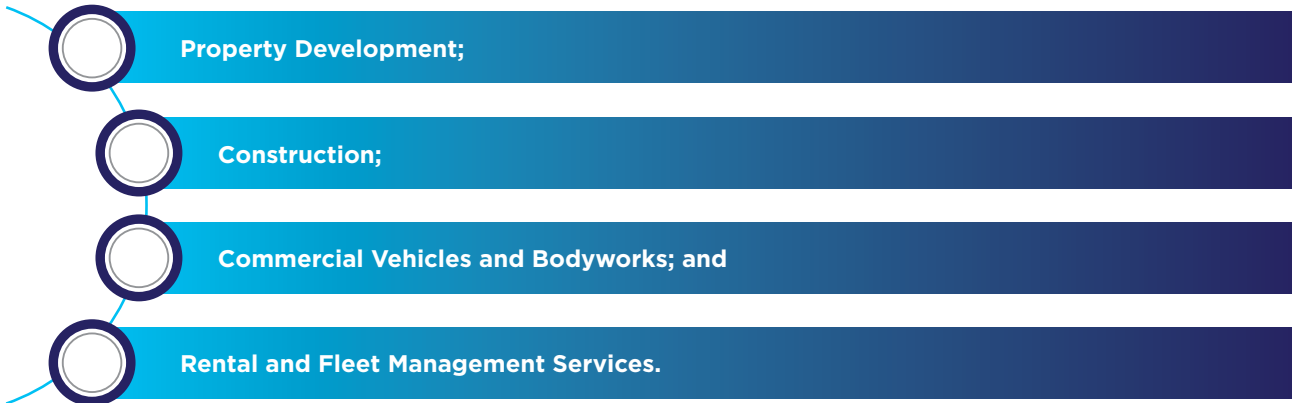 Property Development;
Construction;
Commercial Vehicles and Bodyworks; and
Rental and Fleet Management Services.